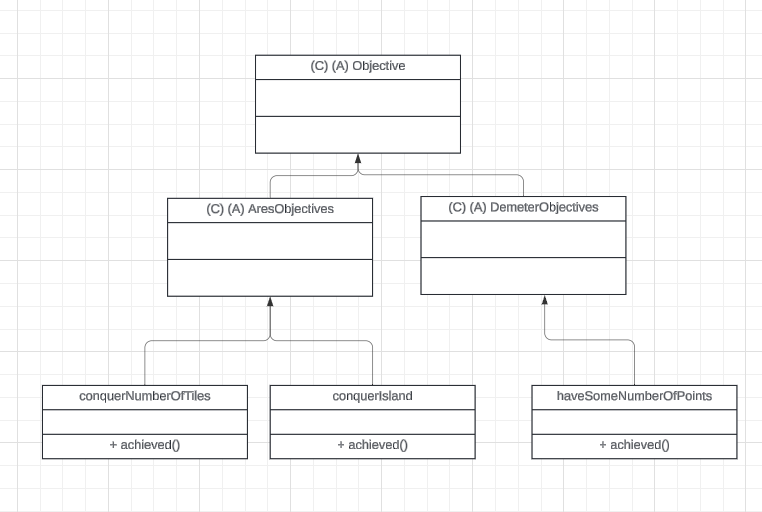 (C) (A) Objective
(C) (A) AresObjectives
(C) (A) DemeterObjectives
conquerNumberOfTiles
+ achieved()
conquerIsland
+ achieved()
haveSomeNumberOfPoints
+ achieved()